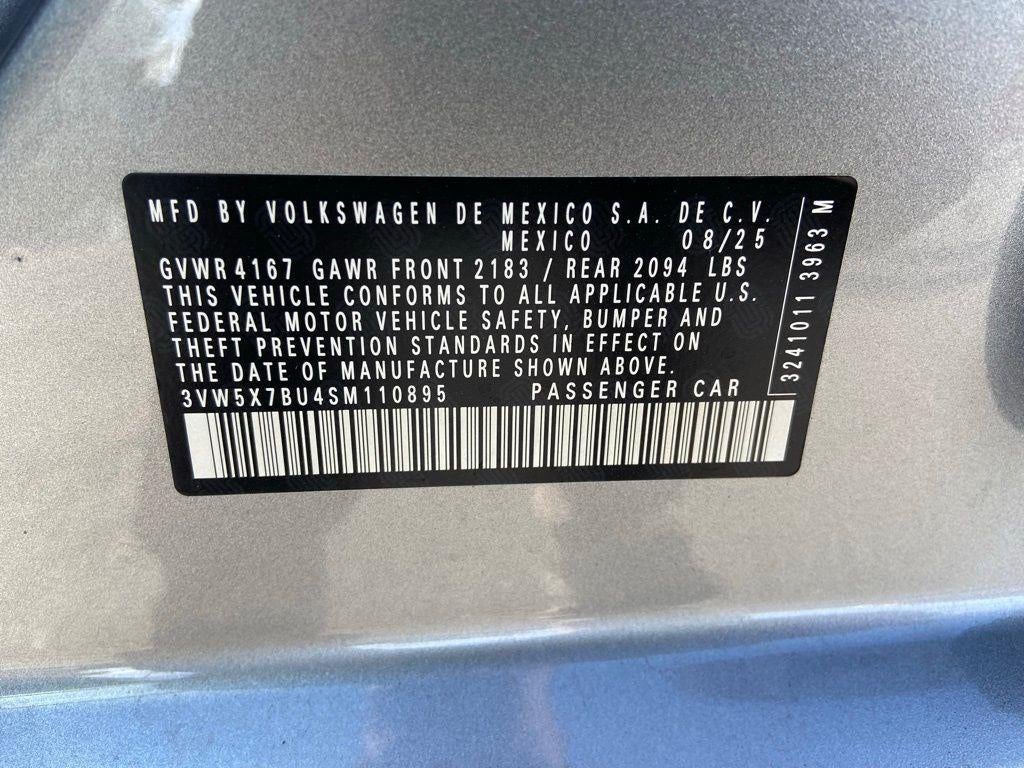 MFD BY VOLKSWAGEN DE MEXICO S.A. DE C.V.
MEXICO 08/25
GVWR 4167 GAWR FRONT 2183 / REAR 2094 LBS
THIS VEHICLE CONFORMS TO ALL APPLICABLE U.S.
FEDERAL MOTOR VEHICLE SAFETY, BUMPER AND
THEFT PREVENTION STANDARDS IN EFFECT ON
THE DATE OF MANUFACTURE SHOWN ABOVE.
3VW5X7BU4SM110895 PASSENGER CAR
3241011 3963 M